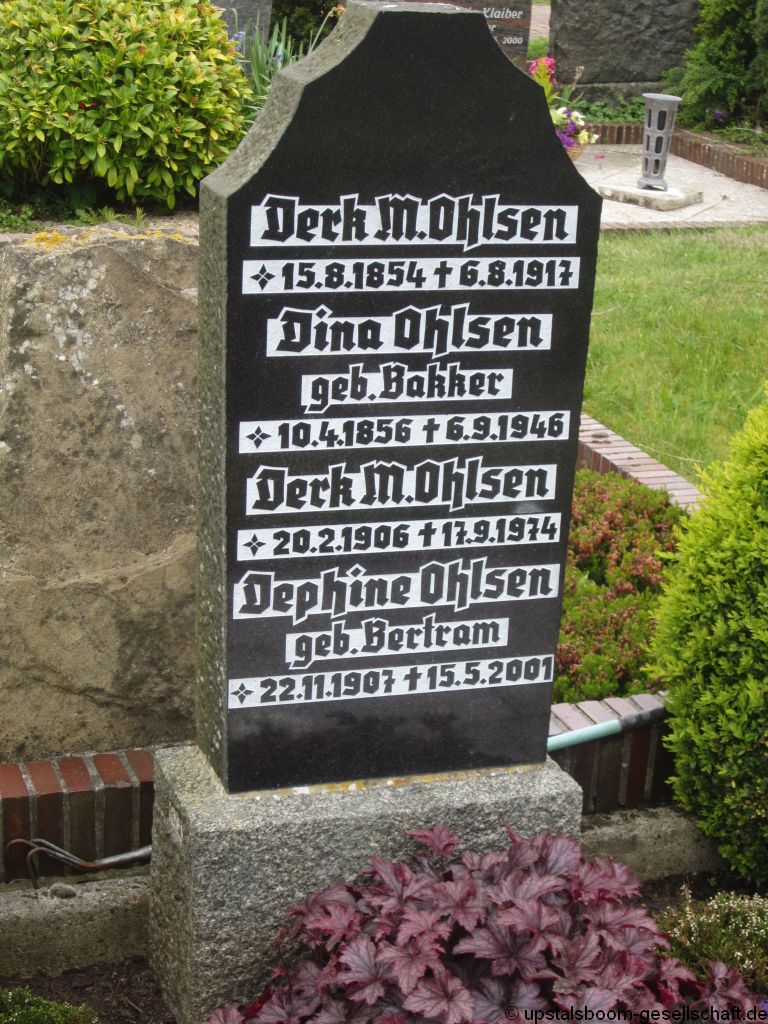 Klaiber
2000
Derk M. Ohlsen
15.8.1854 † 6.8.1917
Dina Ohlsen
geb. Bakker
10.4.1856 † 6.9.1946
Derk M. Ohlsen
20.2.1906 † 17.9.1974
Dephine Ohlsen
geb. Bertram
22.11.1907 † 15.5.2001
© upstalsboom-gesellschaft.de